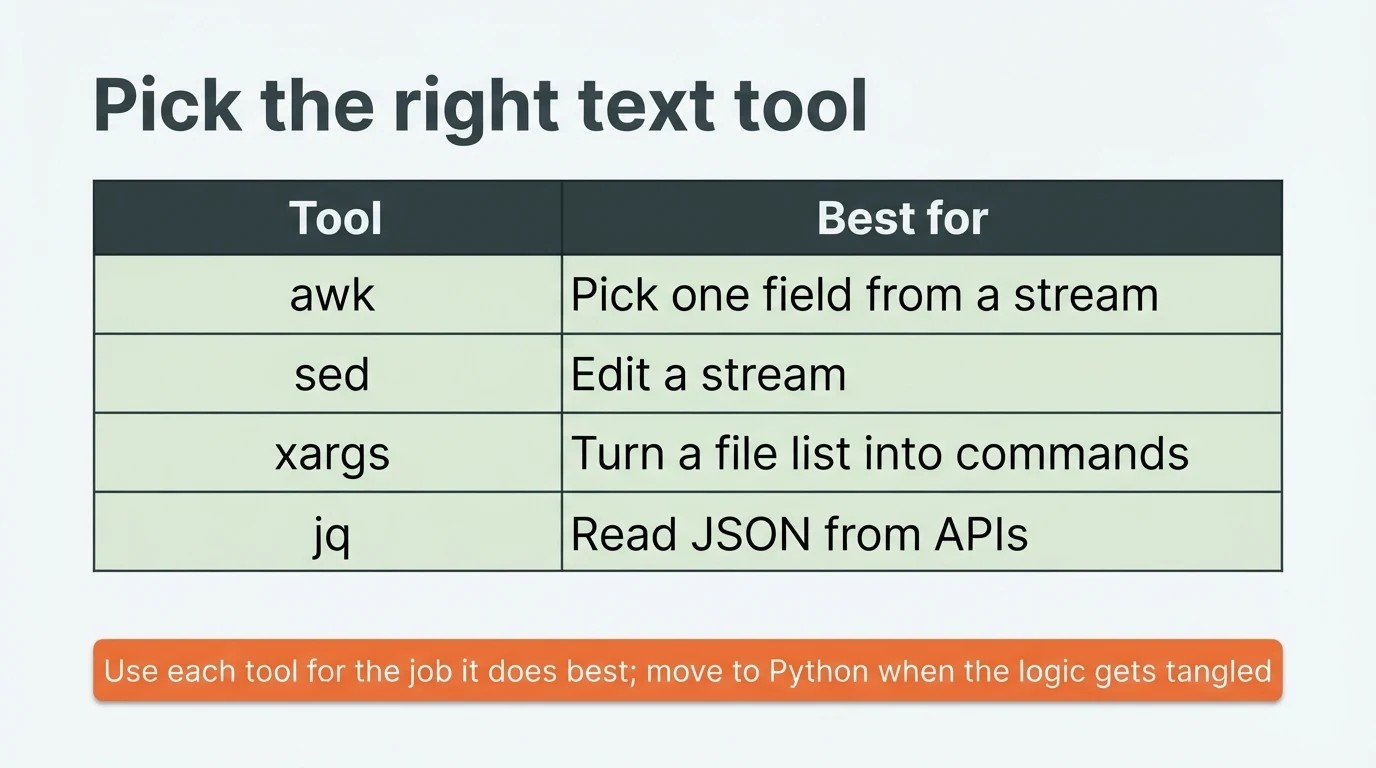 Pick the right text tool
Tool Best for
awk Pick one field from a stream
sed Edit a stream
xargs Turn a file list into commands
jq Read JSON from APIs
Use each tool for the job it does best; move to Python when the logic gets tangled